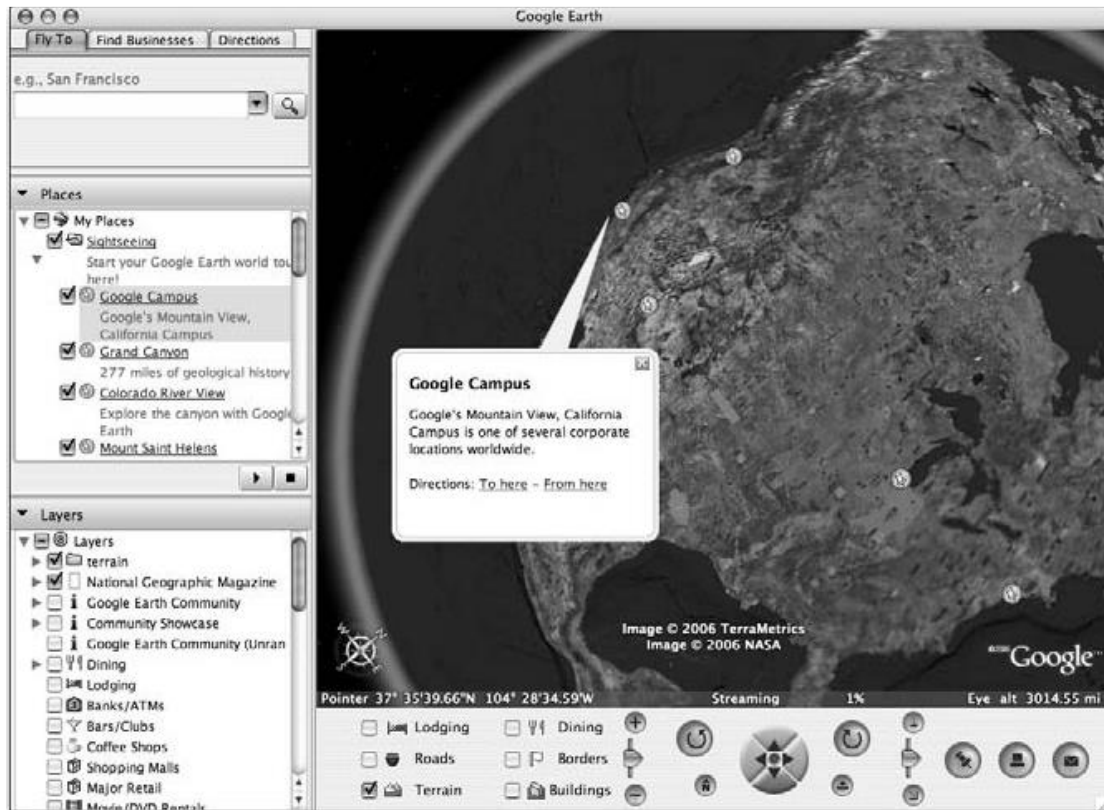 Google Earth
Fly To
Find Businesses
Directions
e.g., San Francisco
Places
My Places
Sightseeing
Start your Google Earth world tou
here!
Google Campus
Google's Mountain View,
California Campus
Grand Canyon
277 miles of geological history
Colorado River View
Explore the canyon with Google
Earth
Mount Saint Helens
Layers
Layers
terrain
National Geographic Magazine
Google Earth Community
Community Showcase
Google Earth Community (Unran
Dining
Lodging
Banks/ATMs
Bars/Clubs
Coffee Shops
Shopping Malls
Major Retail
Movie/DVD Rentals
Google Campus
Google's Mountain View, California
Campus is one of several corporate
locations worldwide.
Directions: To here – From here
Image © 2006 TerraMetrics
Image © 2006 NASA
Google
Pointer 37° 35'39.66"N 104° 28'34.59"W Streaming 1% Eye alt 3014.55 mi
Lodging
Dining
Roads
Borders
Terrain
Buildings